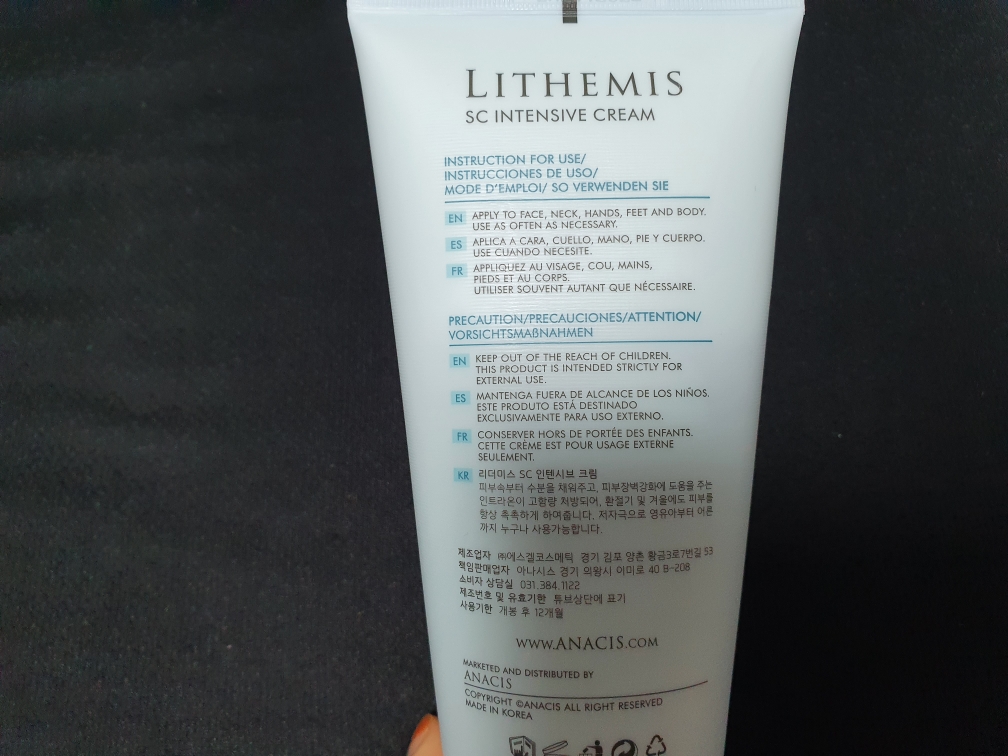 LITHEMIS
SC INTENSIVE CREAM
INSTRUCTION FOR USE/
INSTRUCCIONES DE USO/
MODE D'EMPLOI/ SO VERWENDEN SIE
EN APPLY TO FACE, NECK, HANDS, FEET AND BODY.
USE AS OFTEN AS NECESSARY.
ES APLICA A CARA, CUELLO, MANO, PIE Y CUERPO.
USE CUANDO NECESITE.
FR APPLIQUEZ AU VISAGE, COU, MAINS,
PIEDS ET AU CORPS.
UTILISER SOUVENT AUTANT QUE NÉCESSAIRE.
PRECAUTION/PRECAUCIONES/ATTENTION/
VORSICHTSMAßNAHMEN
EN KEEP OUT OF THE REACH OF CHILDREN.
THIS PRODUCT IS INTENDED STRICTLY FOR
EXTERNAL USE.
ES MANTENGA FUERA DE ALCANCE DE LOS NIÑOS.
ESTE PRODUTO ESTÁ DESTINADO
EXCLUSIVAMENTE PARA USO EXTERNO.
FR CONSERVER HORS DE PORTÉE DES ENFANTS.
CETTE CRÈME EST POUR USAGE EXTERNE
SEULEMENT.
KR 리더미스 SC 인텐시브 크림
피부속부터 수분을 채워주고, 피부장벽강화에 도움을 주는
인트라온이 고함량 처방되어, 환절기 및 겨울에도 피부를
항상 촉촉하게 하여줍니다. 저자극으로 영유아부터 어른
까지 누구나 사용가능합니다.
제조업자 ㈜에스겔코스메틱 경기 김포 양촌 황금3로7번길 53
책임판매업자 아나시스 경기 의왕시 이미로 40 B-208
소비자 상담실 031.384.1122
제조번호 및 유효기한 튜브상단에 표기
사용기한 개봉 후 12개월
WWW.ANACIS.COM
MARKETED AND DISTRIBUTED BY
ANACIS
COPYRIGHT ©ANACIS ALL RIGHT RESERVED
MADE IN KOREA